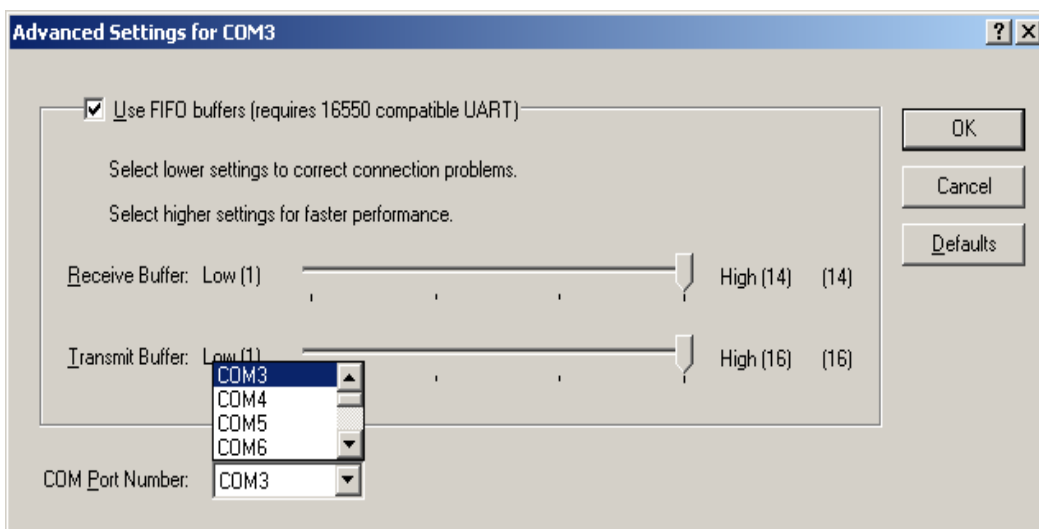 Advanced Settings for COM3
Use FIFO buffers (requires 16550 compatible UART)
OK
Select lower settings to correct connection problems.
Cancel
Select higher settings for faster performance.
Defaults
Receive Buffer: Low (1) High (14) (14)
Transmit Buffer: Low (1) High (16) (16)
COM3
COM4
COM5
COM6
COM Port Number: COM3